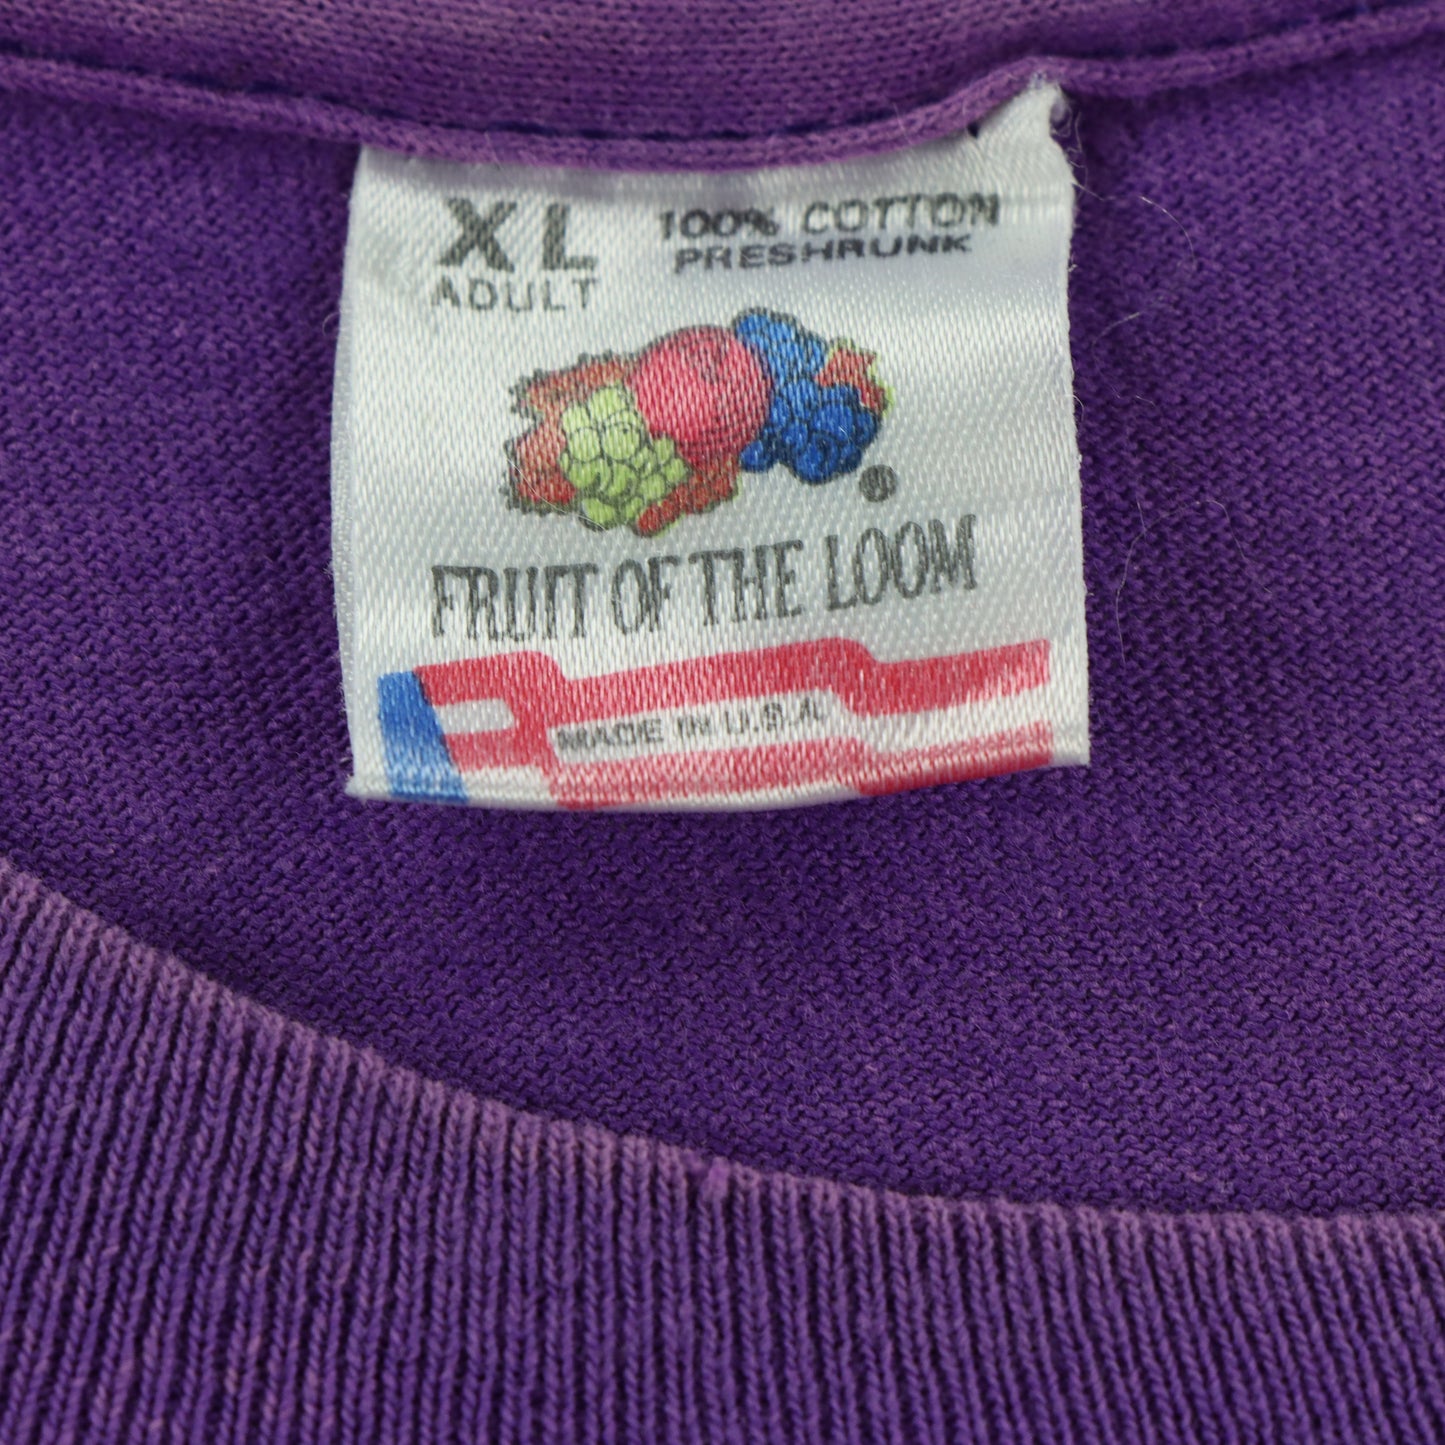 XL
ADULT
100% COTTON
PRESHRUNK
®
FRUIT OF THE LOOM
MADE IN U.S.A.